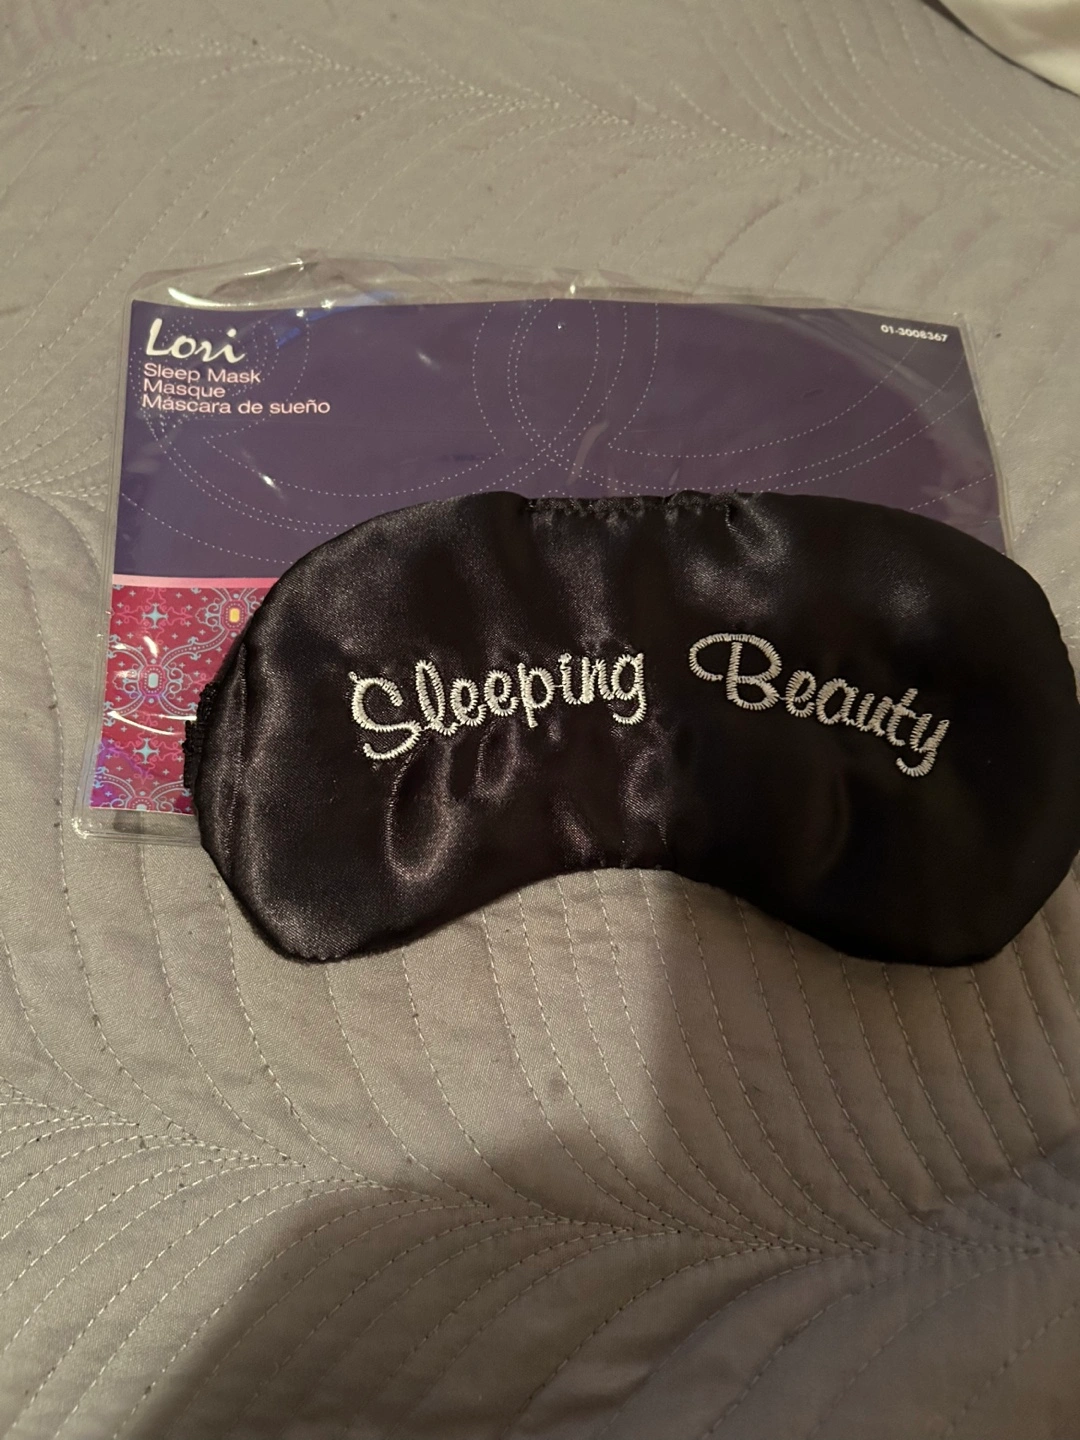 Lori
01-3008367
Sleep Mask
Masque
Máscara de sueño
Sleeping Beauty